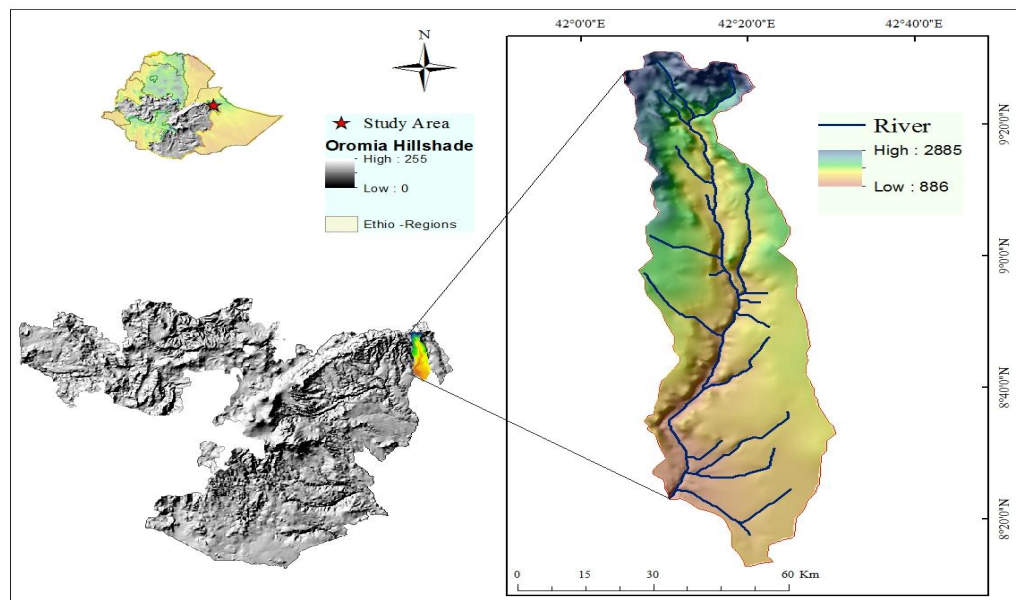 N
Study Area
Oromia Hillshade
High : 255
Low : 0
Ethio -Regions
42°0'0"E
42°20'0"E
42°40'0"E
River
High : 2885
Low : 886
9°20'0"N
9°0'0"N
8°40'0"N
8°20'0"N
0 30 60 Km